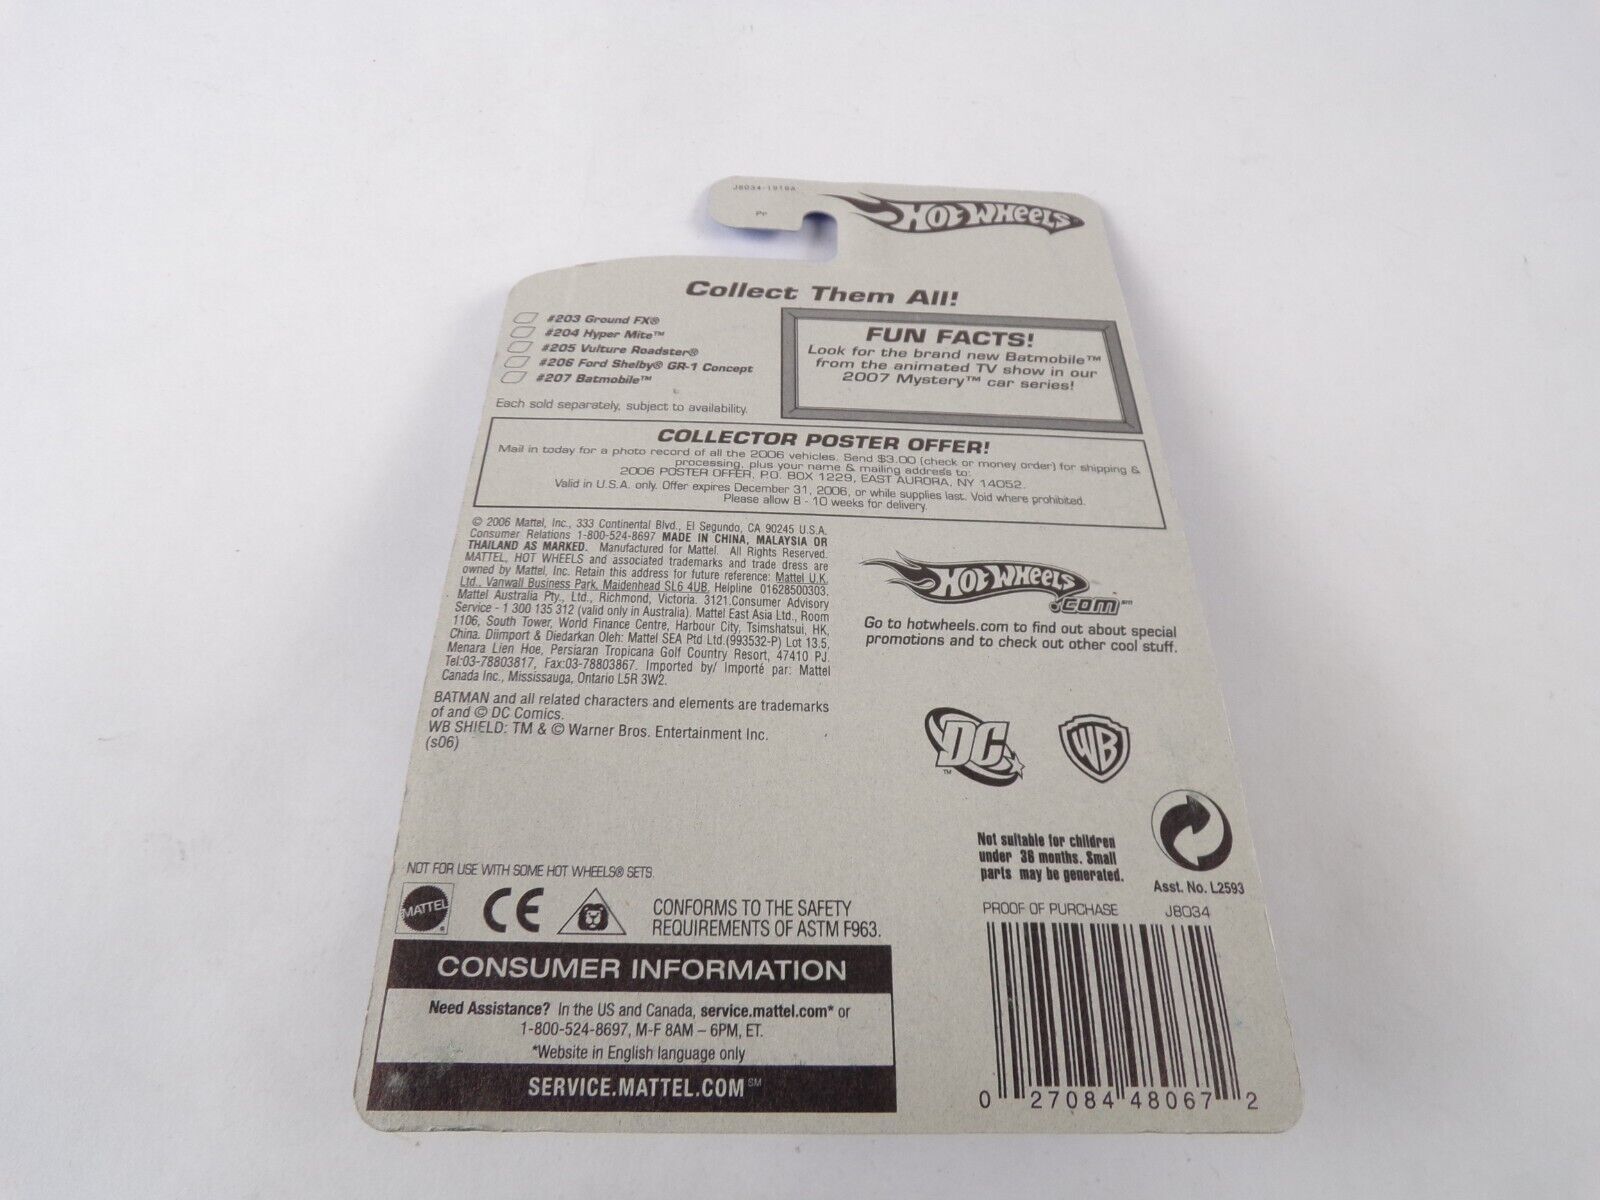 J8034-1919A
Pr
HOT WHEELS
Collect Them All!
#203 Ground FX®
#204 Hyper Mite™
#205 Vulture Roadster®
#206 Ford Shelby® GR-1 Concept
#207 Batmobile™
Each sold separately, subject to availability.
FUN FACTS!
Look for the brand new Batmobile™
from the animated TV show in our
2007 Mystery™ car series!
COLLECTOR POSTER OFFER!
Mail in today for a photo record of all the 2006 vehicles. Send $3.00 (check or money order) for shipping &
processing, plus your name & mailing address to:
2006 POSTER OFFER, P.O. BOX 1229, EAST AURORA, NY 14052.
Valid in U.S.A. only. Offer expires December 31, 2006, or while supplies last. Void where prohibited.
Please allow 8 - 10 weeks for delivery.
© 2006 Mattel, Inc., 333 Continental Blvd., El Segundo, CA 90245 U.S.A.
Consumer Relations 1-800-524-8697 MADE IN CHINA, MALAYSIA OR
THAILAND AS MARKED. Manufactured for Mattel. All Rights Reserved.
MATTEL, HOT WHEELS and associated trademarks and trade dress are
owned by Mattel, Inc. Retain this address for future reference: Mattel U.K.
Ltd., Vanwall Business Park, Maidenhead SL6 4UB. Helpline 01628500303.
Mattel Australia Pty., Ltd., Richmond, Victoria. 3121.Consumer Advisory
Service - 1 300 135 312 (valid only in Australia). Mattel East Asia Ltd., Room
1106, South Tower, World Finance Centre, Harbour City, Tsimshatsui, HK,
China. Diimport & Diedarkan Oleh: Mattel SEA Ptd Ltd.(993532-P) Lot 13.5,
Menara Lien Hoe, Persiaran Tropicana Golf Country Resort, 47410 PJ.
Tel:03-78803817, Fax:03-78803867. Imported by/ Importé par: Mattel
Canada Inc., Mississauga, Ontario L5R 3W2.
BATMAN and all related characters and elements are trademarks
of and © DC Comics.
WB SHIELD: TM & © Warner Bros. Entertainment Inc.
(s06)
HOT WHEELS
.COM℠
Go to hotwheels.com to find out about special
promotions and to check out other cool stuff.
DC™
WB
Not suitable for children
under 36 months. Small
parts may be generated.
Asst. No. L2593
NOT FOR USE WITH SOME HOT WHEELS® SETS.
MATTEL®
CE
CONFORMS TO THE SAFETY
REQUIREMENTS OF ASTM F963.
PROOF OF PURCHASE J8034
0 27084 48067 2
CONSUMER INFORMATION
Need Assistance? In the US and Canada, service.mattel.com* or
1-800-524-8697, M-F 8AM – 6PM, ET.
*Website in English language only
SERVICE.MATTEL.COM℠